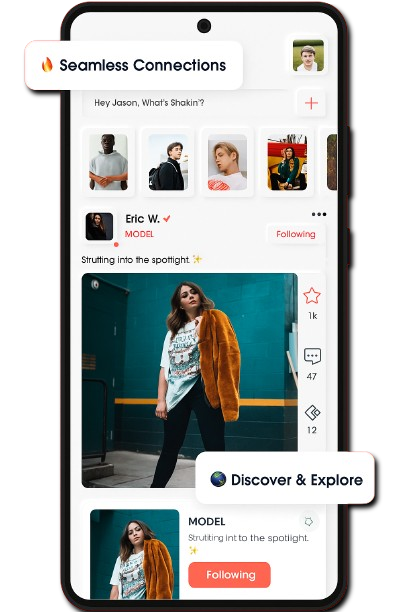 🔥 Seamless Connections
Hey Jason, What's Shakin'?
Eric W.
MODEL
Following
Strutting into the spotlight. ✨
1k
47
12
🌍 Discover & Explore
MODEL
Strutiting int to the spotlight.
✨
Following